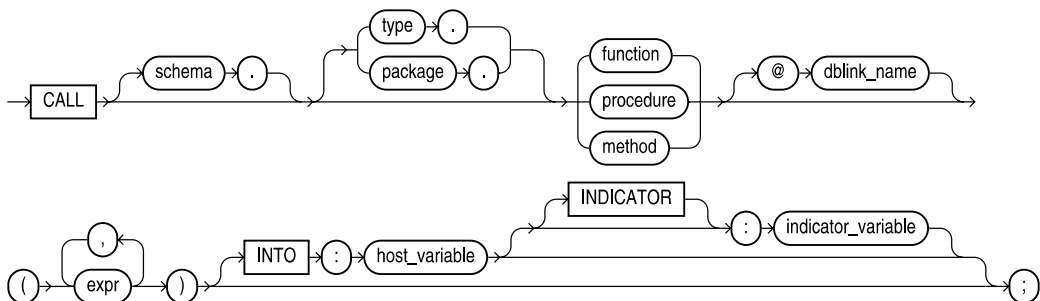 type .
schema . package . function
CALL procedure @ dblink_name
method
INDICATOR
, INTO : host_variable : indicator_variable
( expr ) ;